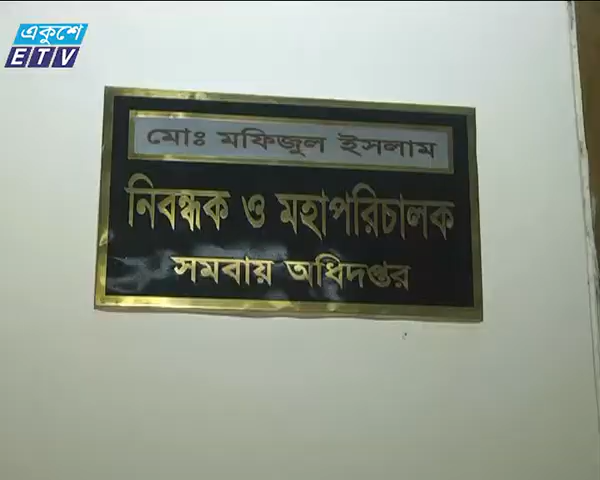 একুশে
ETV
মোঃ মফিজুল ইসলাম
নিবন্ধক ও মহাপরিচালক
সমবায় অধিদপ্তর